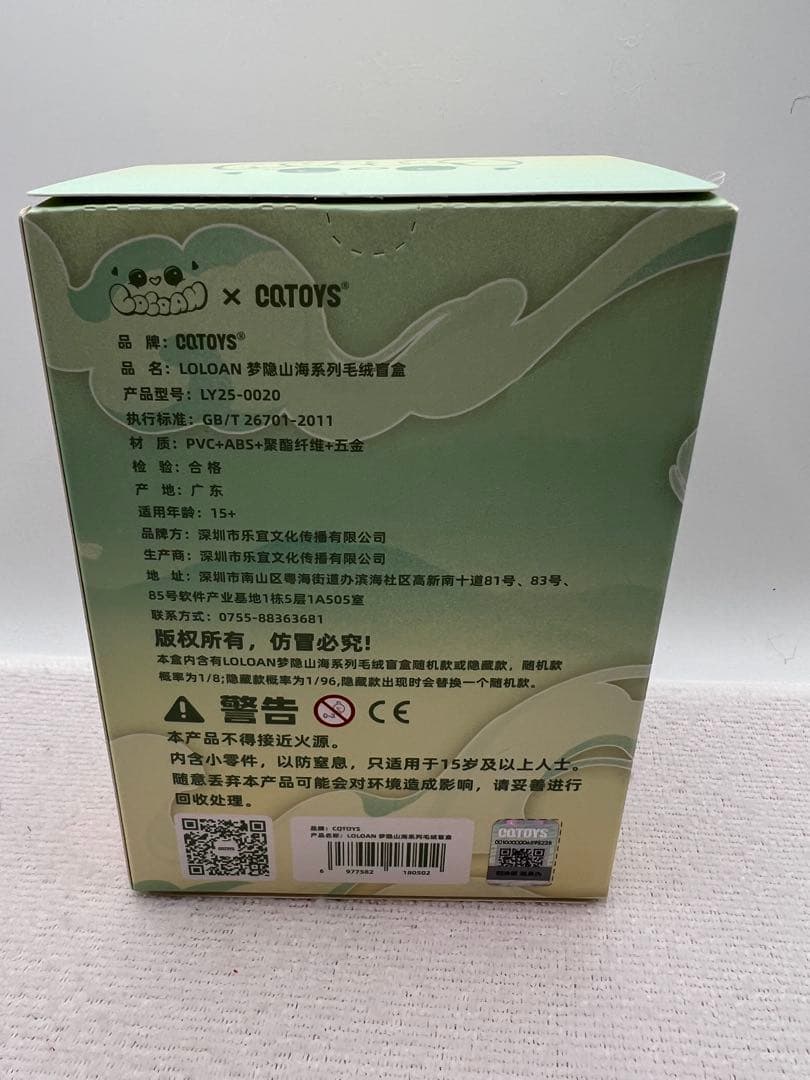 LOLOAN × CQTOYS®
品 牌：CQTOYS®
品 名：LOLOAN 梦隐山海系列毛绒盲盒
产品型号：LY25-0020
执行标准：GB/T 26701-2011
材 质：PVC+ABS+聚酯纤维+五金
检 验：合格
产 地：广东
适用年龄：15+
品牌方：深圳市乐宜文化传播有限公司
生产商：深圳市乐宜文化传播有限公司
地 址：深圳市南山区粤海街道办滨海社区高新南十道81号、83号、
85号软件产业基地1栋5层1A505室
联系方式：0755-88363681
版权所有，仿冒必究!
本盒内含有LOLOAN梦隐山海系列毛绒盲盒随机款或隐藏款，随机款
概率为1/8;隐藏款概率为1/96,隐藏款出现时会替换一个随机款。
警告 0-3 CE
本产品不得接近火源。
内含小零件，以防窒息，只适用于15岁及以上人士。
随意丢弃本产品可能会对环境造成影响，请妥善进行
回收处理。
CQTOYS
品牌：CQTOYS
产品名称：LOLOAN 梦隐山海系列毛绒盲盒
6 977582 180502
CQTOYS